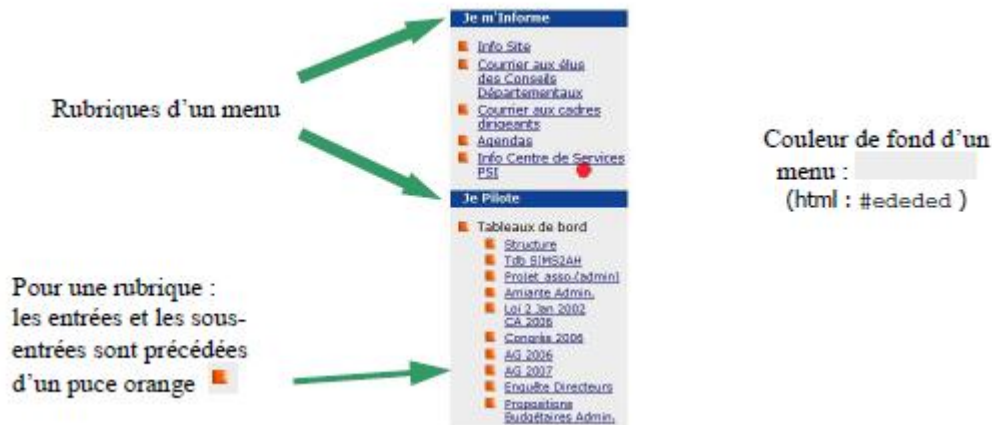 Je m'Informe
Info Site
Courrier aux élus
des Conseils
Départementaux
Courrier aux cadres
dirigeants
Agendas
Info Centre de Services
PSI
Rubriques d'un menu
Couleur de fond d'un
menu :
(html : #ededed )
Je Pilote
Tableaux de bord
Structure
Tdb SIMS2AH
Projet asso.(admin)
Amiante Admin.
Loi 2 Jan 2002
CA 2006
Congrès 2006
AG 2006
AG 2007
Enquête Directeurs
Propositions
Budgétaires Admin.
Pour une rubrique :
les entrées et les sous-
entrées sont précédées
d'un puce orange